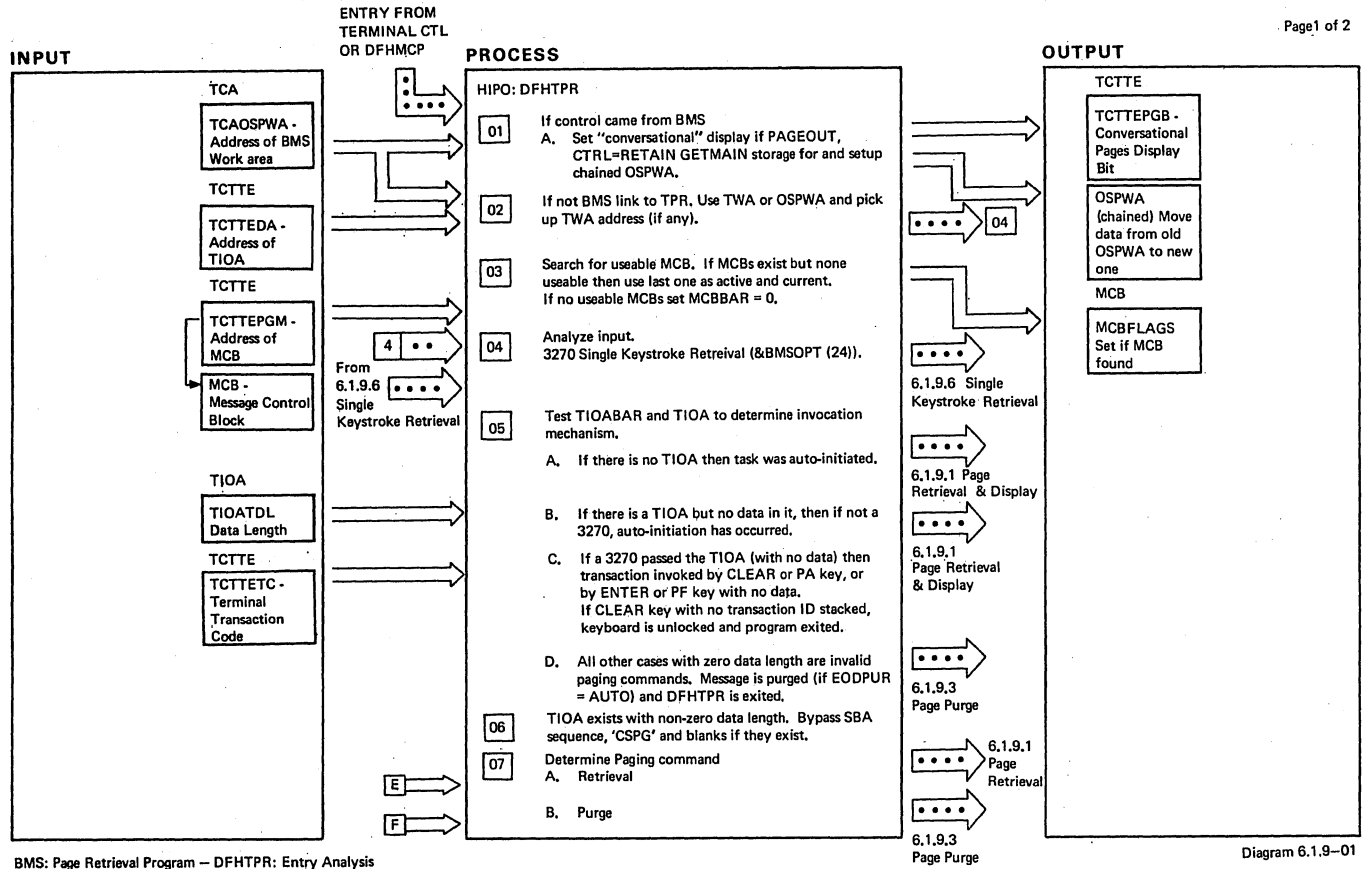 ENTRY FROM
TERMINAL CTL
OR DFHMCP
Page1 of 2
INPUT
PROCESS
OUTPUT
TCA
TCAOSPWA -
Address of BMS
Work area
TCTTE
TCTTEDA -
Address of
TIOA
TCTTE
TCTTEPGM -
Address of
MCB
MCB -
Message Control
Block
TIOA
TIOATDL
Data Length
TCTTE
TCTTETC -
Terminal
Transaction
Code
4
From
6.1.9.6
Single
Keystroke Retrieval
E
F
HIPO: DFHTPR
01
If control came from BMS
A. Set "conversational" display if PAGEOUT,
CTRL=RETAIN GETMAIN storage for and setup
chained OSPWA.
02
If not BMS link to TPR. Use TWA or OSPWA and pick
up TWA address (if any).
03
Search for useable MCB. If MCBs exist but none
useable then use last one as active and current.
If no useable MCBs set MCBBAR = 0.
04
Analyze input.
3270 Single Keystroke Retreival (&BMSOPT (24)).
05
Test TIOABAR and TIOA to determine invocation
mechanism.
A. If there is no TIOA then task was auto-initiated.
B. If there is a TIOA but no data in it, then if not a
3270, auto-initiation has occurred.
C. If a 3270 passed the TIOA (with no data) then
transaction invoked by CLEAR or PA key, or
by ENTER or PF key with no data.
If CLEAR key with no transaction ID stacked,
keyboard is unlocked and program exited.
D. All other cases with zero data length are invalid
paging commands. Message is purged (if EODPUR
= AUTO) and DFHTPR is exited.
06
TIOA exists with non-zero data length. Bypass SBA
sequence, 'CSPG' and blanks if they exist.
07
Determine Paging command
A. Retrieval
B. Purge
04
6.1.9.6 Single
Keystroke Retrieval
6.1.9.1 Page
Retrieval & Display
6.1.9.1
Page Retrieval
& Display
6.1.9.3
Page Purge
6.1.9.1
Page
Retrieval
6.1.9.3
Page Purge
TCTTE
TCTTEPGB -
Conversational
Pages Display
Bit
OSPWA
(chained) Move
data from old
OSPWA to new
one
MCB
MCBFLAGS
Set if MCB
found
BMS: Page Retrieval Program — DFHTPR: Entry Analysis
Diagram 6.1.9—01